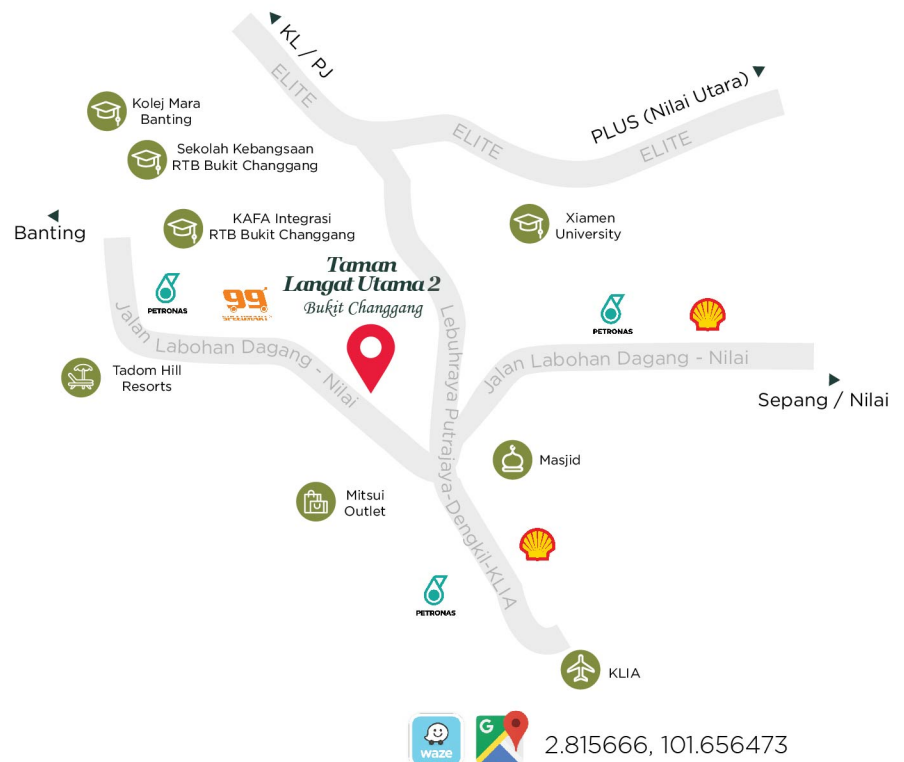 KL / PJ
ELITE
PLUS (Nilai Utara)
ELITE
ELITE
Kolej Mara
Banting
Sekolah Kebangsaan
RTB Bukit Changgang
KAFA Integrasi
RTB Bukit Changgang
Xiamen
University
Banting
Taman
Langat Utama 2
Bukit Changgang
PETRONAS
99
SPEEDMART
PETRONAS
Jalan Labohan Dagang - Nilai
Lebuhraya Putrajaya-Dengkil-KLIA
Jalan Labohan Dagang - Nilai
Tadom Hill
Resorts
Sepang / Nilai
Masjid
Mitsui
Outlet
PETRONAS
KLIA
waze
G
2.815666, 101.656473